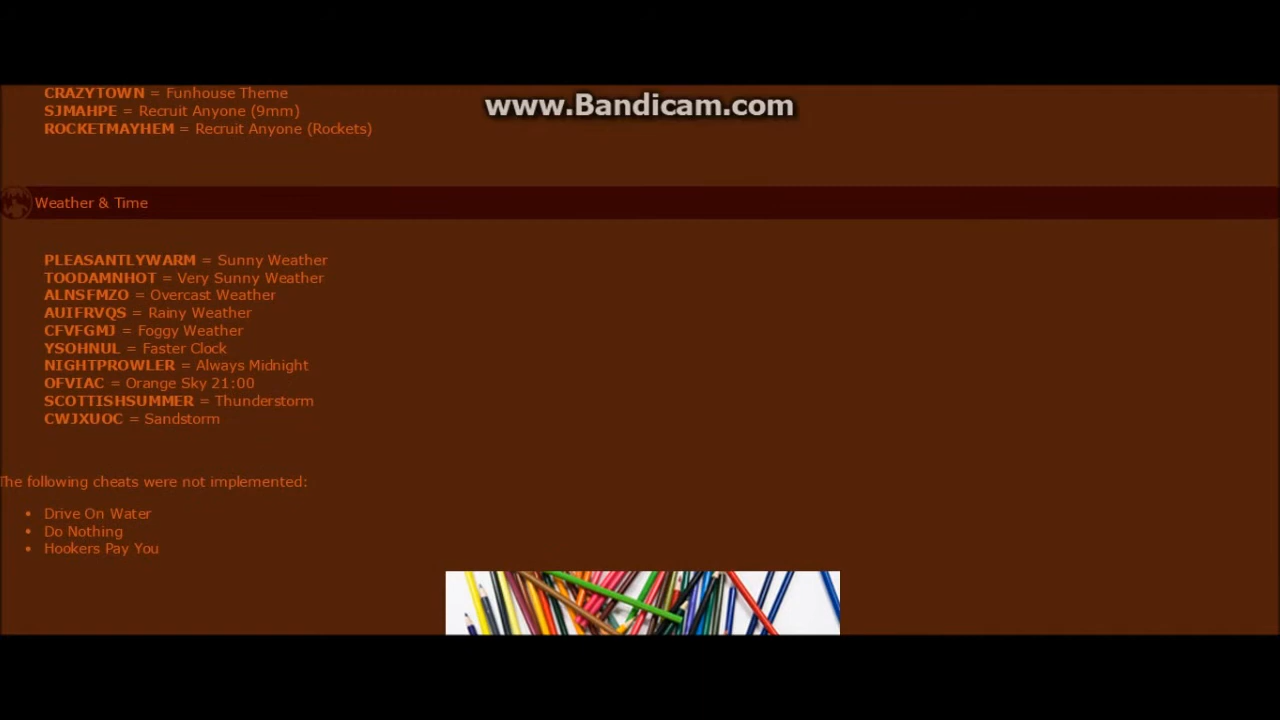 CRAZYTOWN = Funhouse Theme
www.Bandicam.com
SJMAHPE = Recruit Anyone (9mm)
ROCKETMAYHEM = Recruit Anyone (Rockets)
Weather & Time
PLEASANTLYWARM = Sunny Weather
TOODAMNHOT = Very Sunny Weather
ALNSFMZO = Overcast Weather
AUIFRVQS = Rainy Weather
CFVFGMJ = Foggy Weather
YSOHNUL = Faster Clock
NIGHTPROWLER = Always Midnight
OFVIAC = Orange Sky 21:00
SCOTTISHSUMMER = Thunderstorm
CWJXUOC = Sandstorm
The following cheats were not implemented:
• Drive On Water
• Do Nothing
• Hookers Pay You